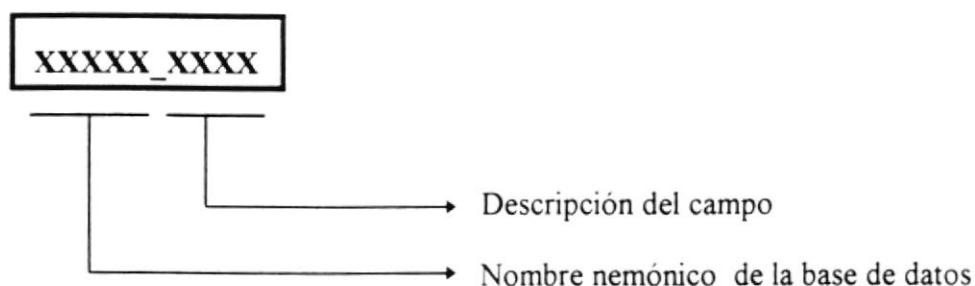 XXXXX_XXXX
Descripción del campo
Nombre nemónico de la base de datos